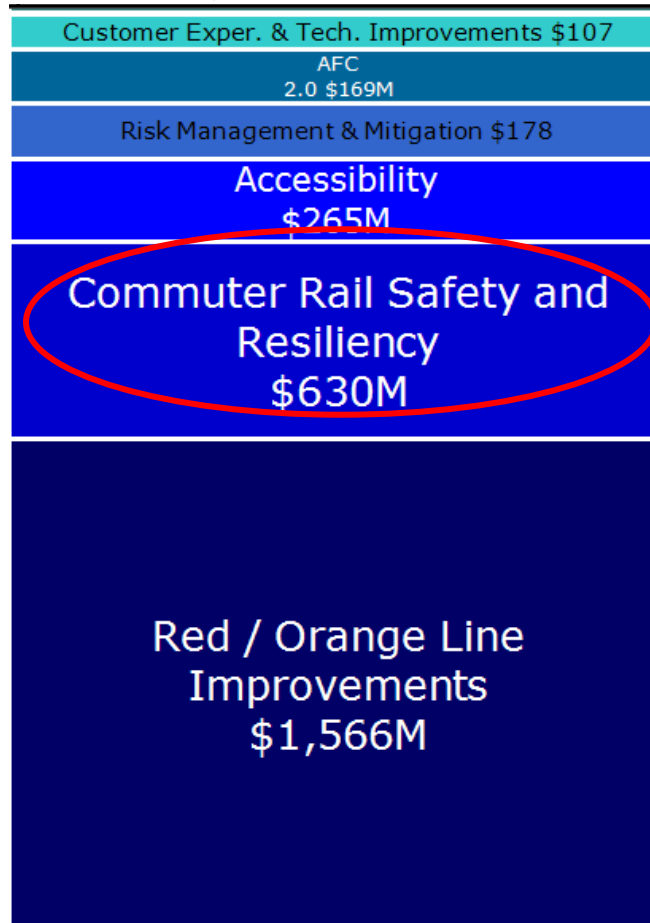 Customer Exper. & Tech. Improvements $107
AFC
2.0 $169M
Risk Management & Mitigation $178
Accessibility
$265M
Commuter Rail Safety and
Resiliency
$630M
Red / Orange Line
Improvements
$1,566M